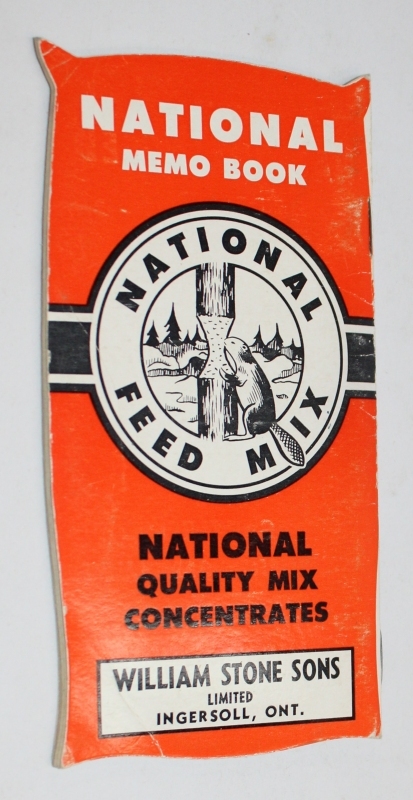 NATIONAL
MEMO BOOK
NATIONAL
FEED MIX
NATIONAL
QUALITY MIX
CONCENTRATES
WILLIAM STONE SONS
LIMITED
INGERSOLL, ONT.